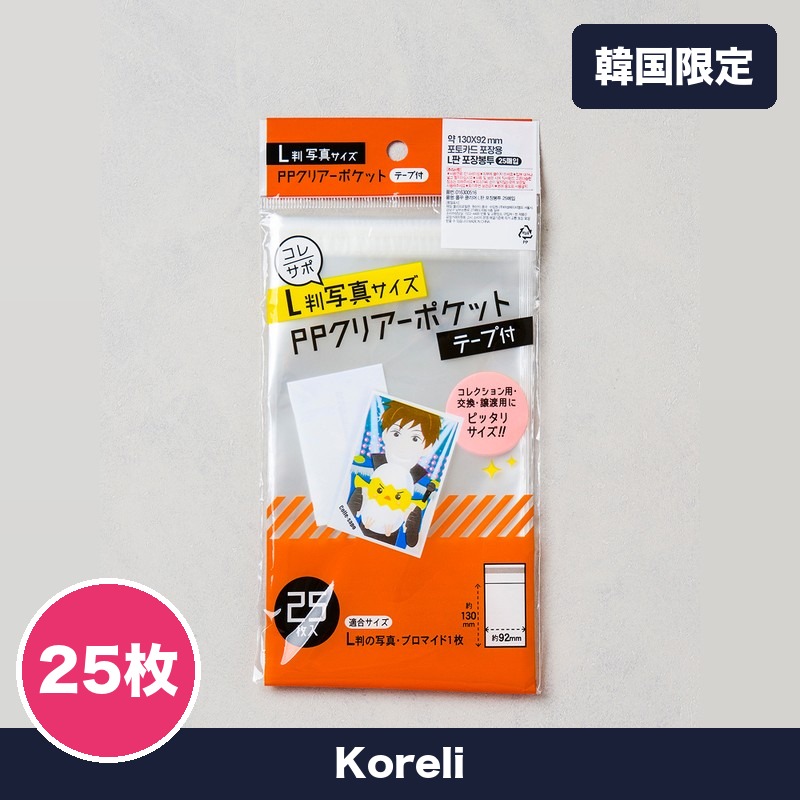 韓国限定
L判 写真サイズ
PPクリアーポケット テープ付
약 130X92 mm
포토카드 포장용
L판 포장봉투 25매입
コレ
サポ
L判写真サイズ
PPクリアーポケット
テープ付
コレクション用・
交換・譲渡用に
ピッタリ
サイズ!!
Colle-sapo
25
枚入
適合サイズ
L判の写真・ブロマイド1枚
約
130
mm
約92mm
PP
25枚
Koreli